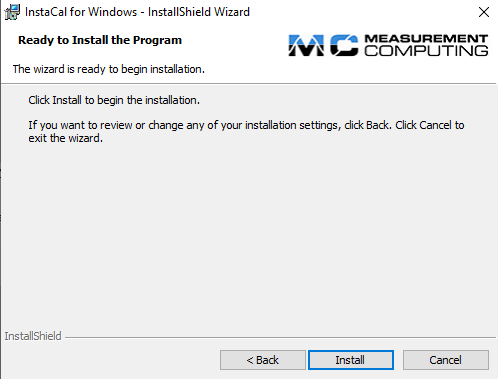 InstaCal for Windows - InstallShield Wizard
Ready to Install the Program
The wizard is ready to begin installation.
MC MEASUREMENT
COMPUTING
Click Install to begin the installation.
If you want to review or change any of your installation settings, click Back. Click Cancel to
exit the wizard.
InstallShield
< Back
Install
Cancel